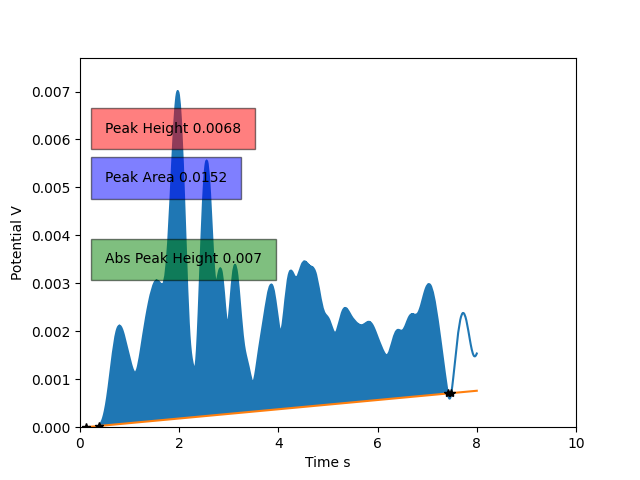 0.007
0.006
0.005
0.004
0.003
0.002
0.001
0.000
Potential V
Peak Height 0.0068
Peak Area 0.0152
Abs Peak Height 0.007
0 2 4 6 8 10
Time s